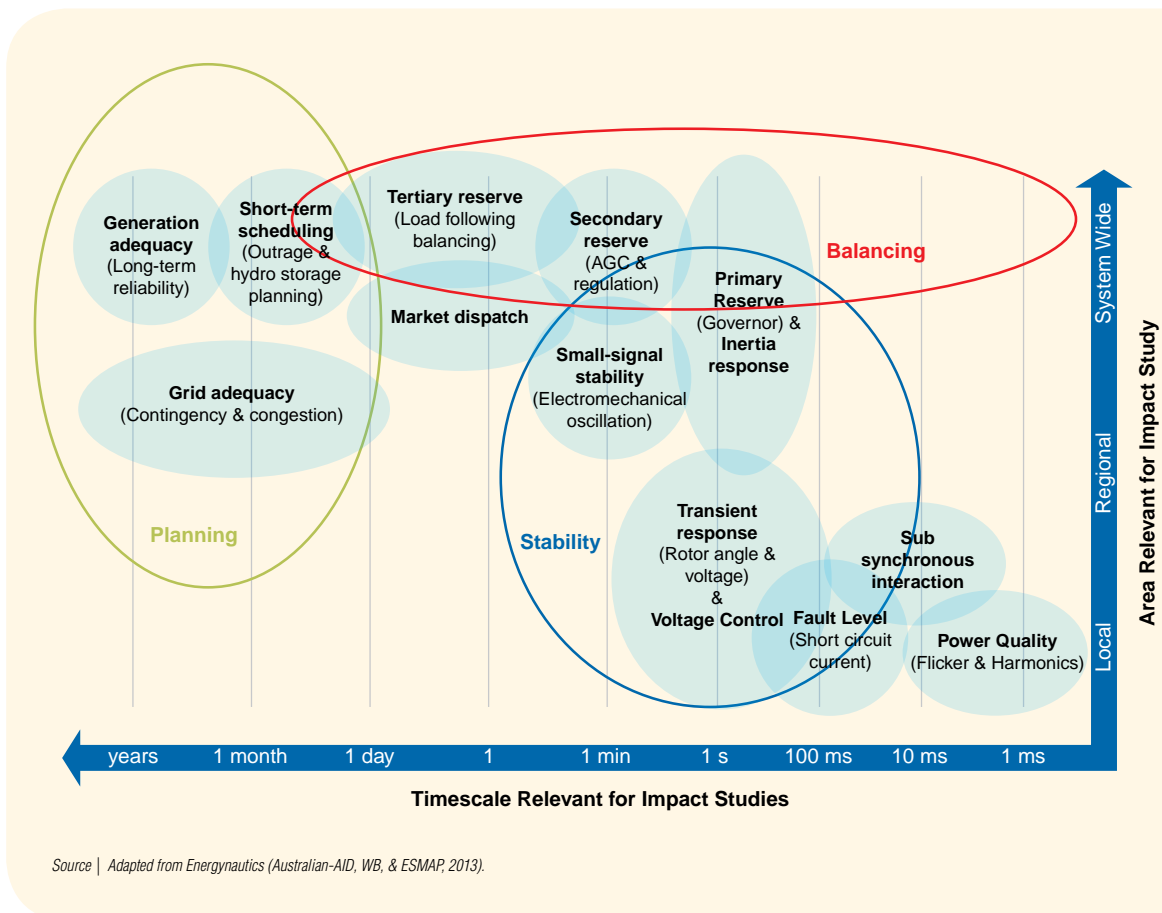 Generation
adequacy
(Long-term
reliability)
Short-term
scheduling
(Outrage &
hydro storage
planning)
Tertiary reserve
(Load following
balancing)
Secondary
reserve
(AGC &
regulation)
Balancing
Primary
Reserve
(Governor) &
Inertia
response
Market dispatch
Small-signal
stability
(Electromechanical
oscillation)
Grid adequacy
(Contingency & congestion)
Planning
Stability
Transient
response
(Rotor angle &
voltage)
&
Voltage Control
Sub
synchronous
interaction
Fault Level
(Short circuit
current)
Power Quality
(Flicker & Harmonics)
System Wide
Regional
Local
Area Relevant for Impact Study
years 1 month 1 day 1 1 min 1 s 100 ms 10 ms 1 ms
Timescale Relevant for Impact Studies
Source | Adapted from Energynautics (Australian-AID, WB, & ESMAP, 2013).